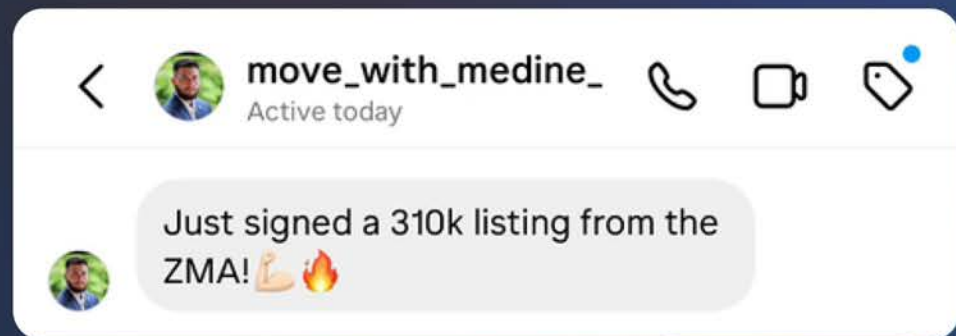 move_with_medine_
Active today
Just signed a 310k listing from the
ZMA!💪🏻🔥